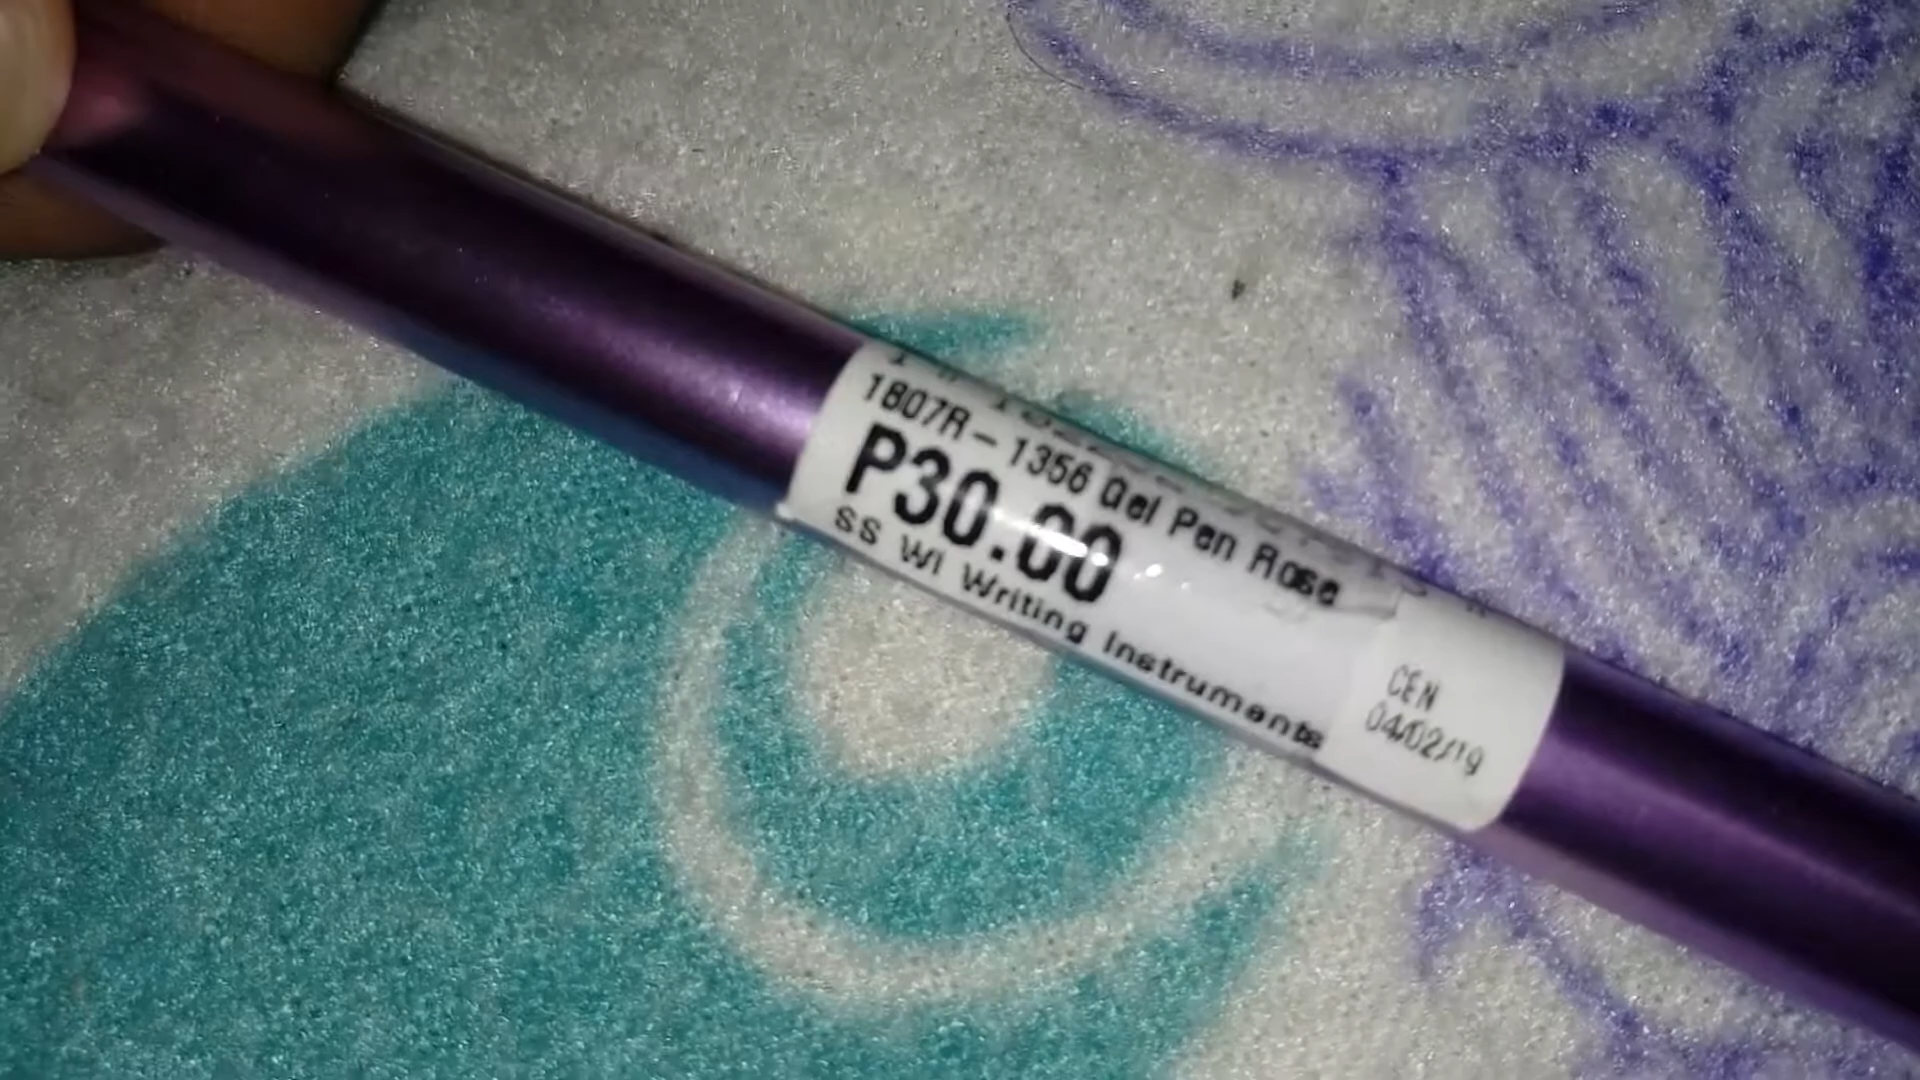 1807R-1356 Gel Pen Rose
P30.00
SS WI Writing Instruments
CEN
04/02/19